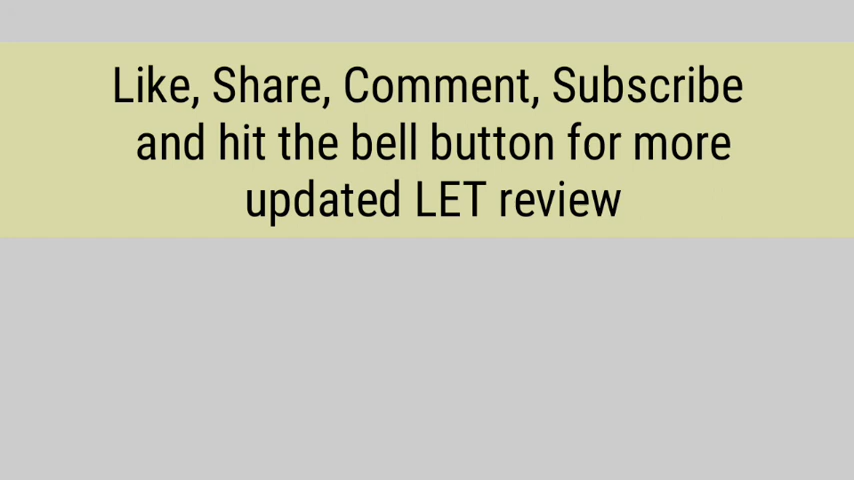 Like, Share, Comment, Subscribe
and hit the bell button for more
updated LET review